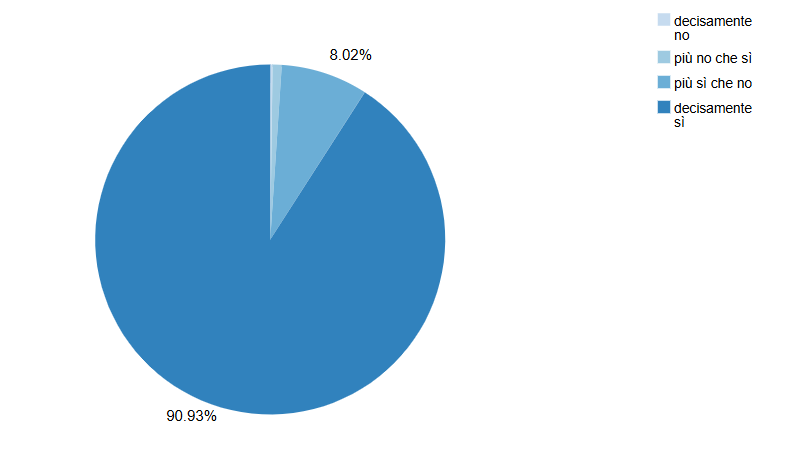 8.02%
90.93%
decisamente
no
più no che sì
più sì che no
decisamente
sì